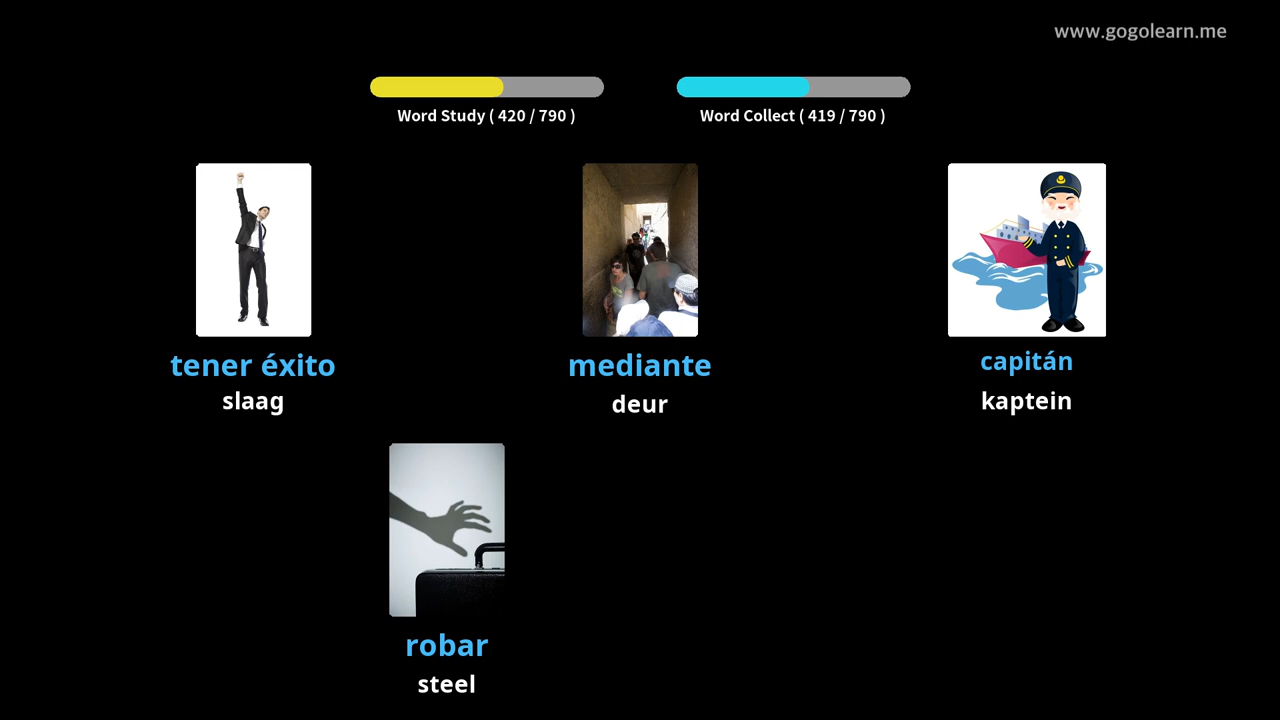 www.gogolearn.me
Word Study ( 420 / 790 )
Word Collect ( 419 / 790 )
tener éxito
slaag
mediante
deur
capitán
kaptein
robar
steel